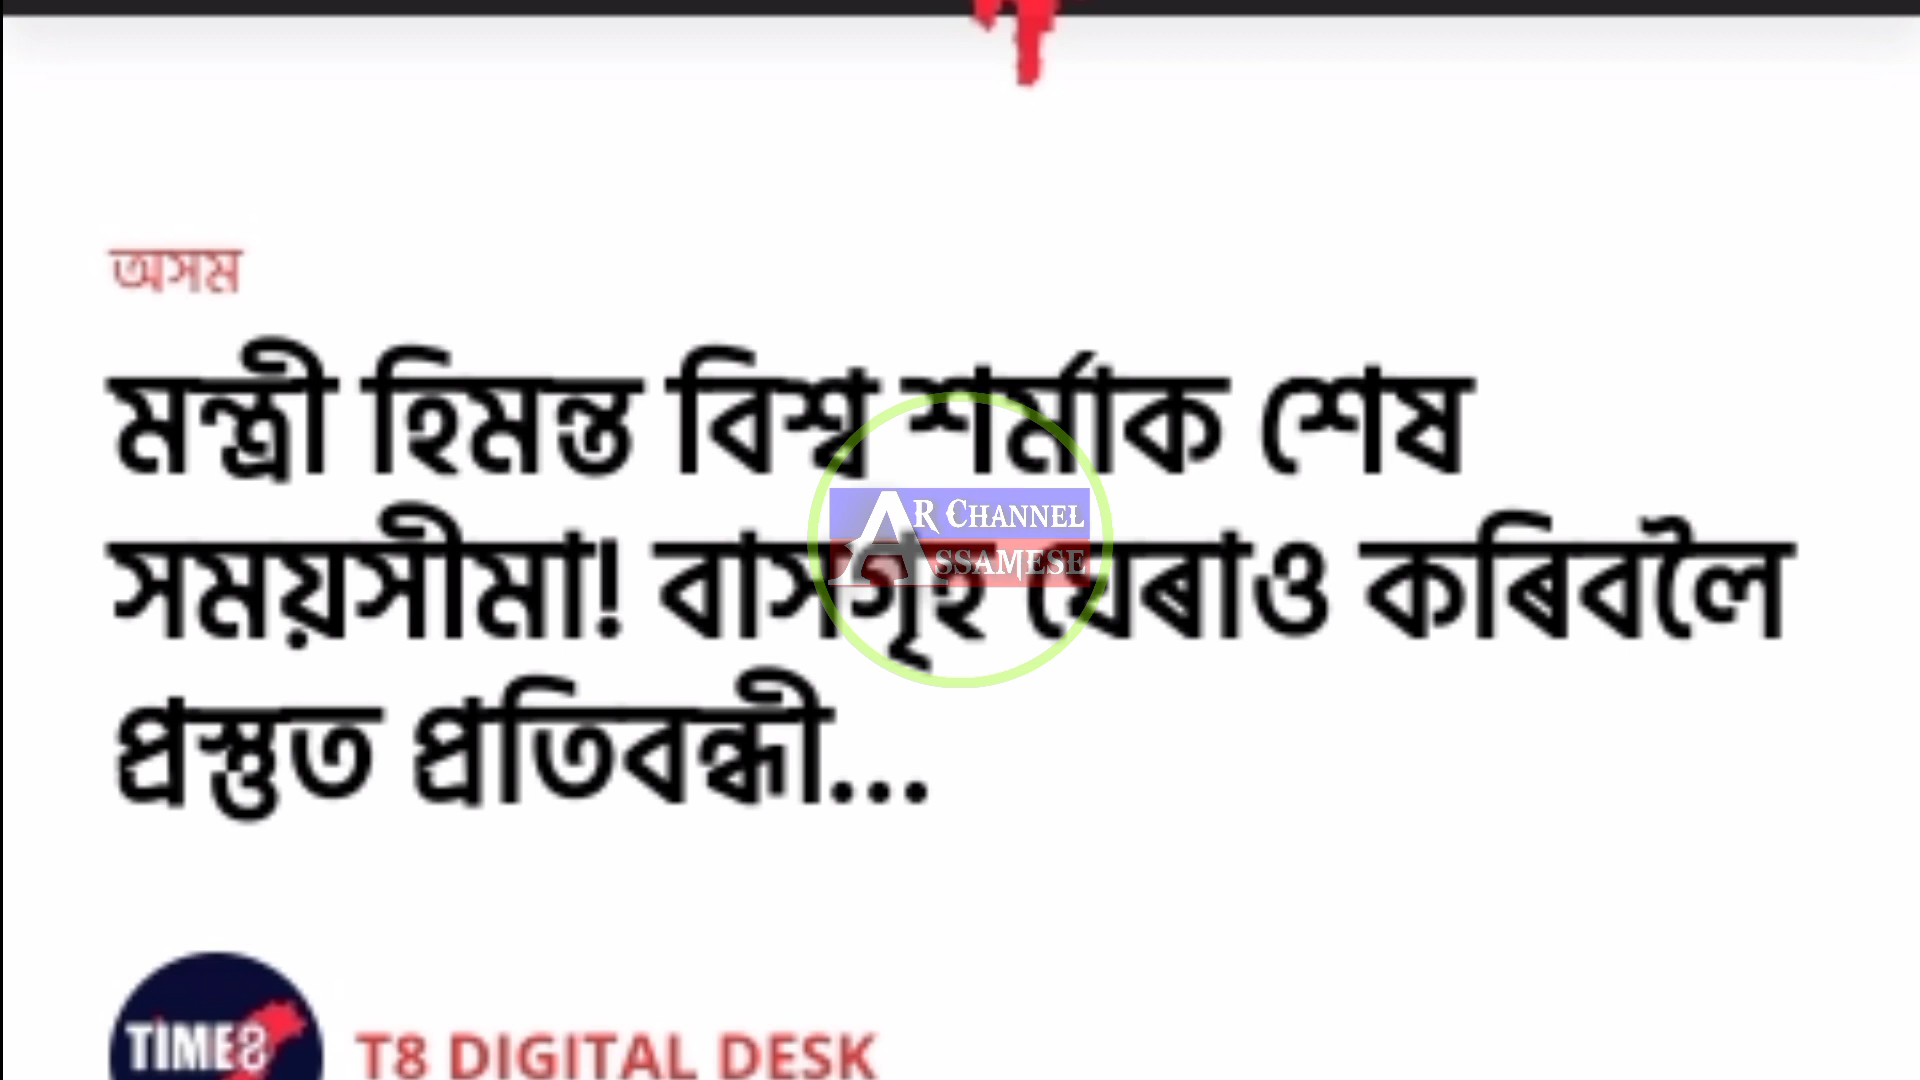 অসম
মন্ত্ৰী হিমন্ত বিশ্ব শৰ্মাক শেষ
সময়সীমা! বাসগৃহ ঘেৰাও কৰিবলৈ
প্ৰস্তুত প্ৰতিবন্ধী...
AR CHANNEL
ASSAMESE
TIME8
T8 DIGITAL DESK